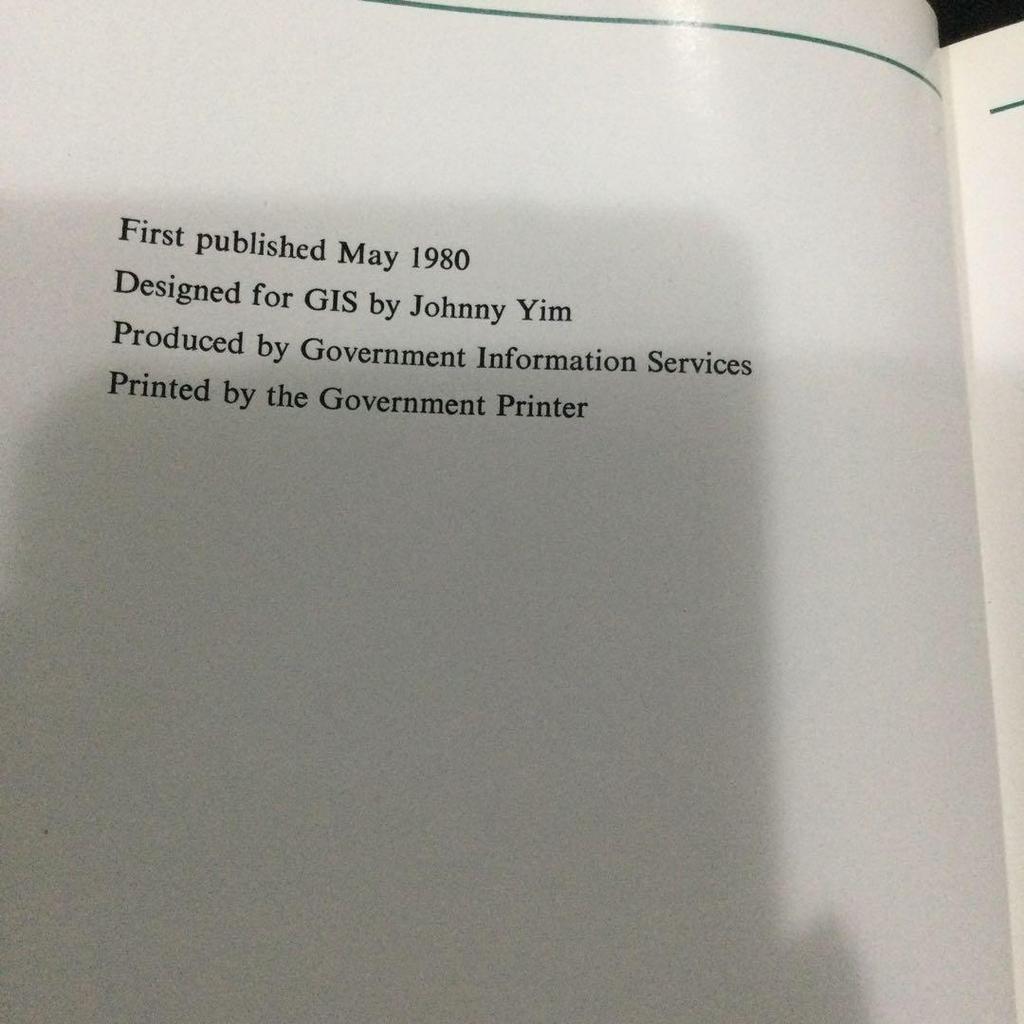 First published May 1980
Designed for GIS by Johnny Yim
Produced by Government Information Services
Printed by the Government Printer